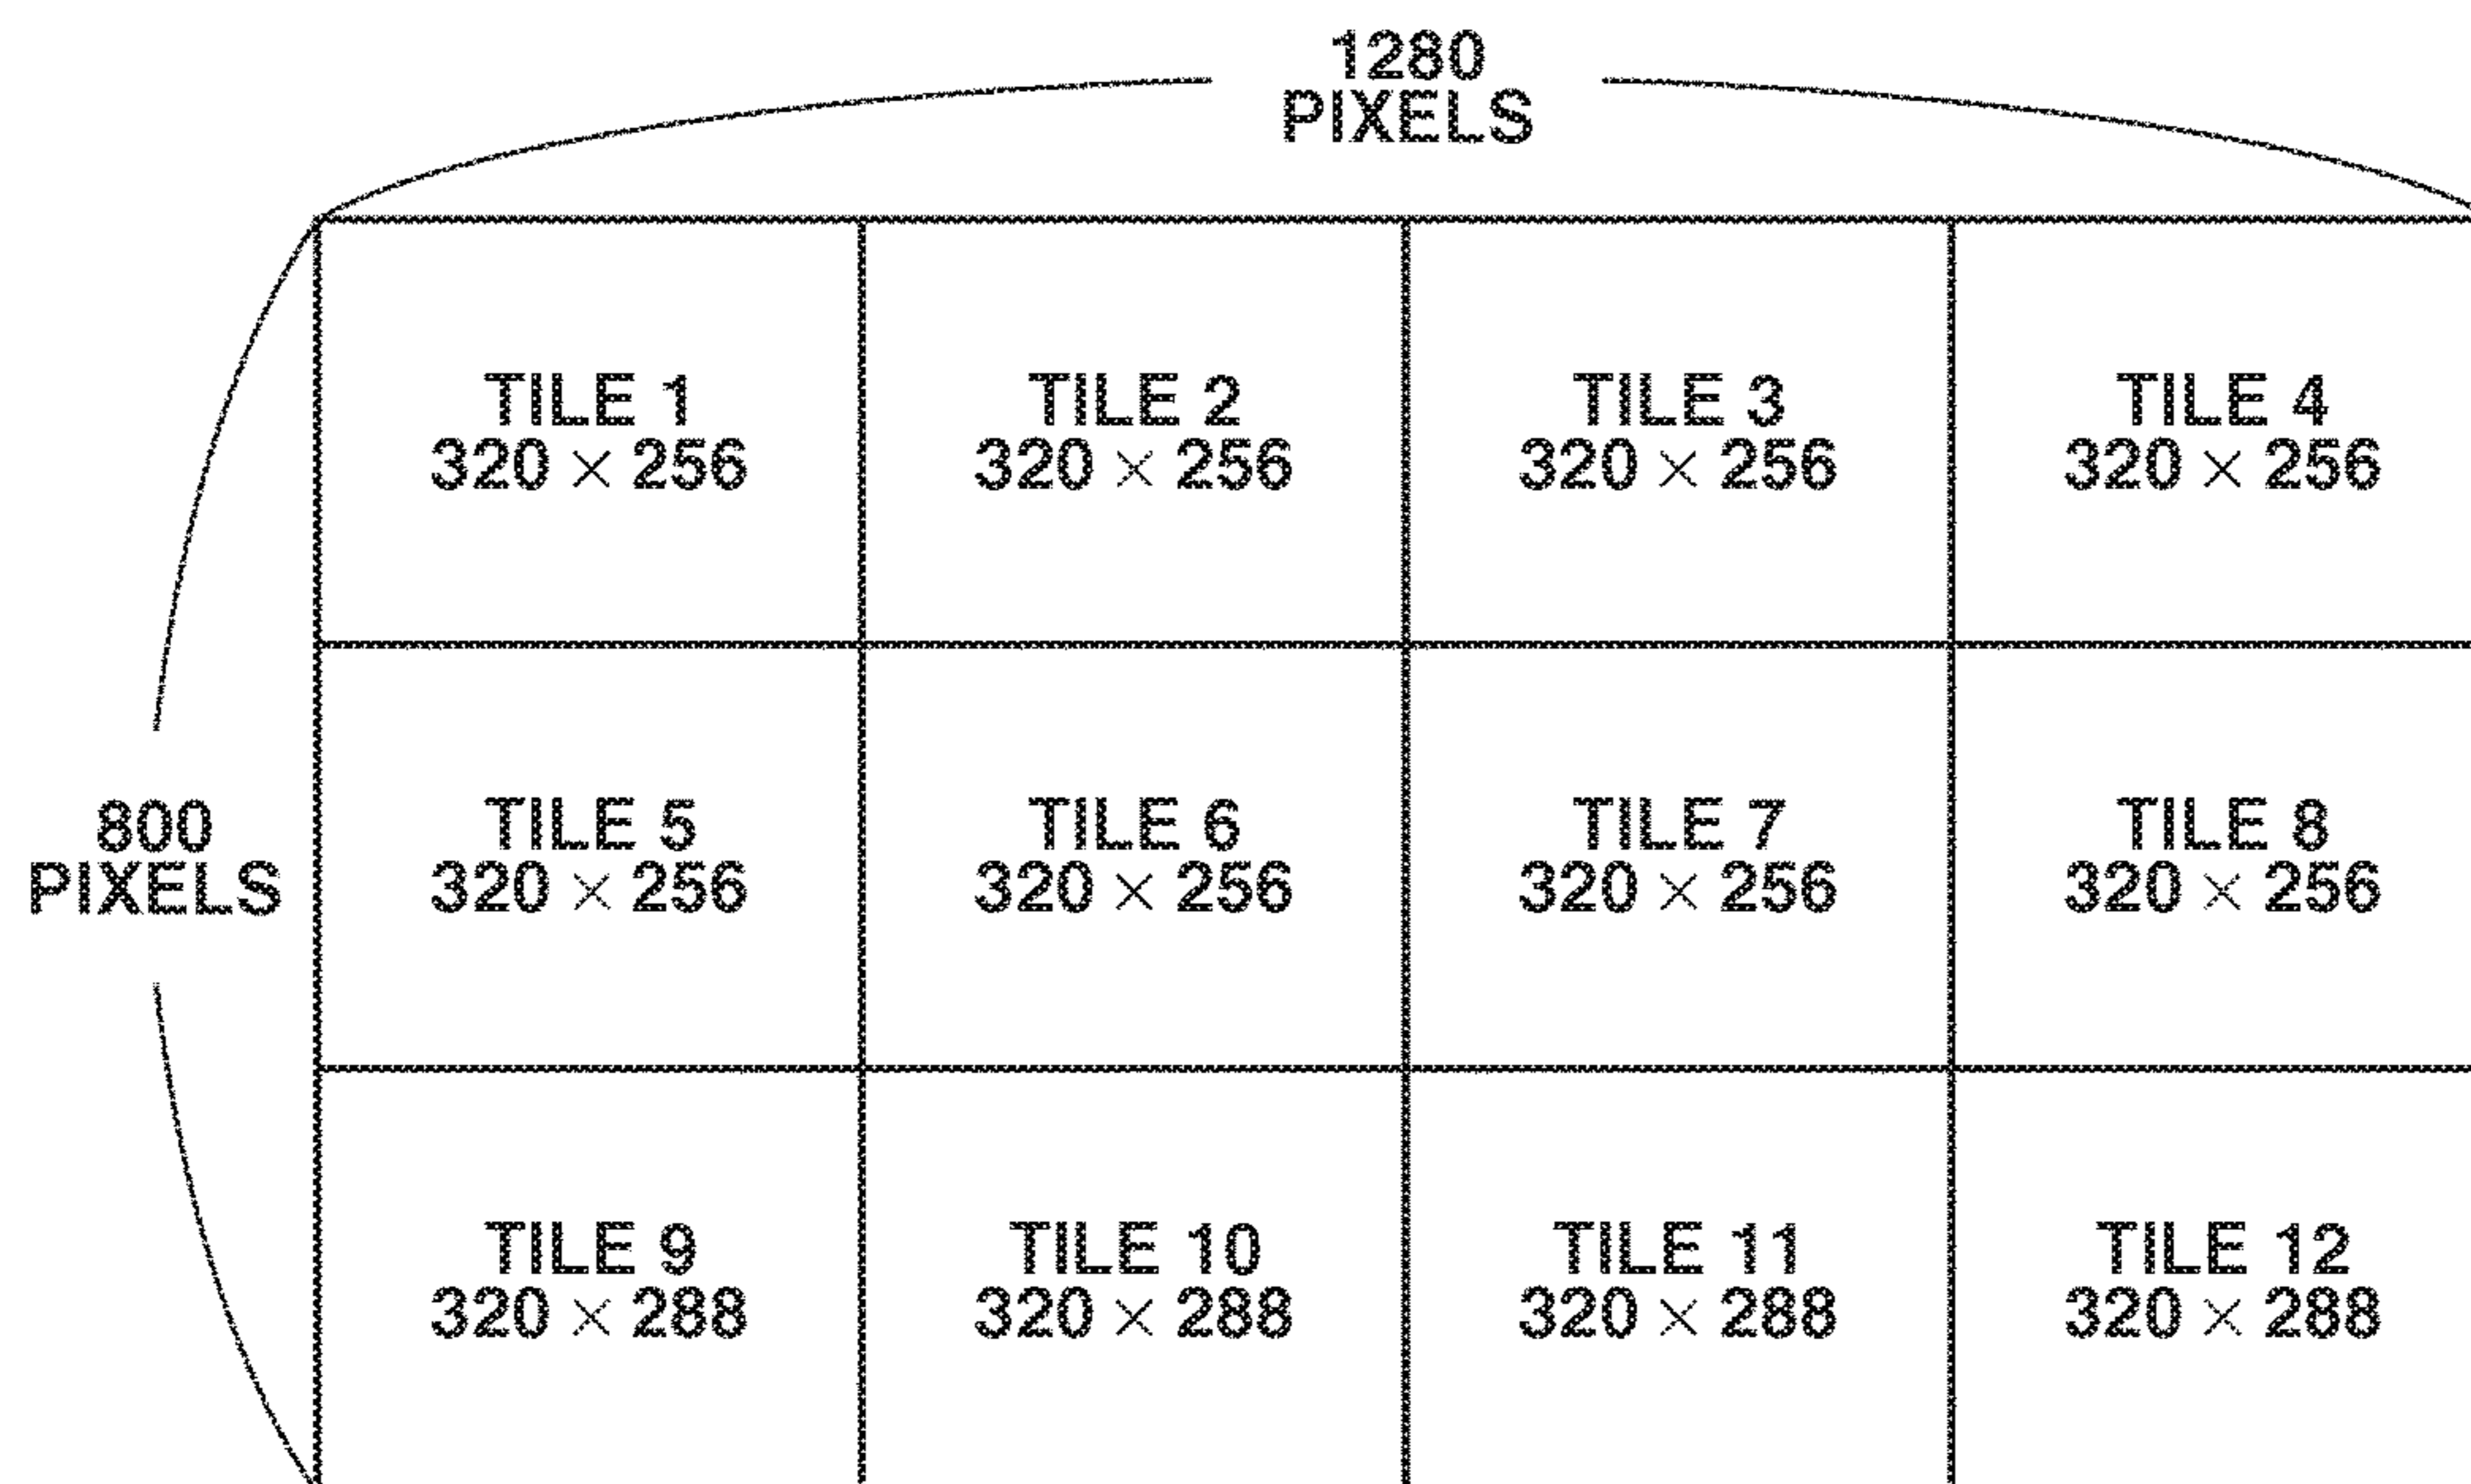 1280
PIXELS
TILE 1
320 × 256
TILE 2
320 × 256
TILE 3
320 × 256
TILE 4
320 × 256
800
PIXELS
TILE 5
320 × 256
TILE 6
320 × 256
TILE 7
320 × 256
TILE 8
320 × 256
TILE 9
320 × 288
TILE 10
320 × 288
TILE 11
320 × 288
TILE 12
320 × 288